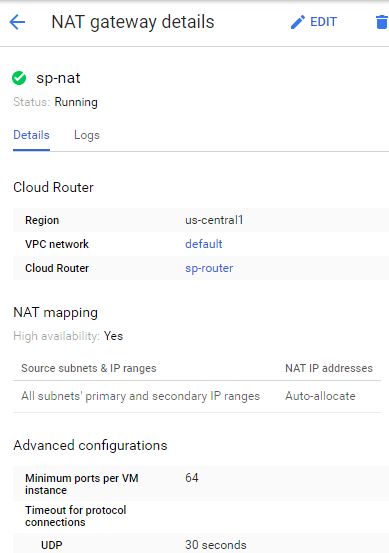 NAT gateway details EDIT
sp-nat
Status: Running
Details Logs
Cloud Router
Region us-central1
VPC network default
Cloud Router sp-router
NAT mapping
High availability: Yes
Source subnets & IP ranges NAT IP addresses
All subnets' primary and secondary IP ranges Auto-allocate
Advanced configurations
Minimum ports per VM 64
instance
Timeout for protocol
connections
UDP 30 seconds